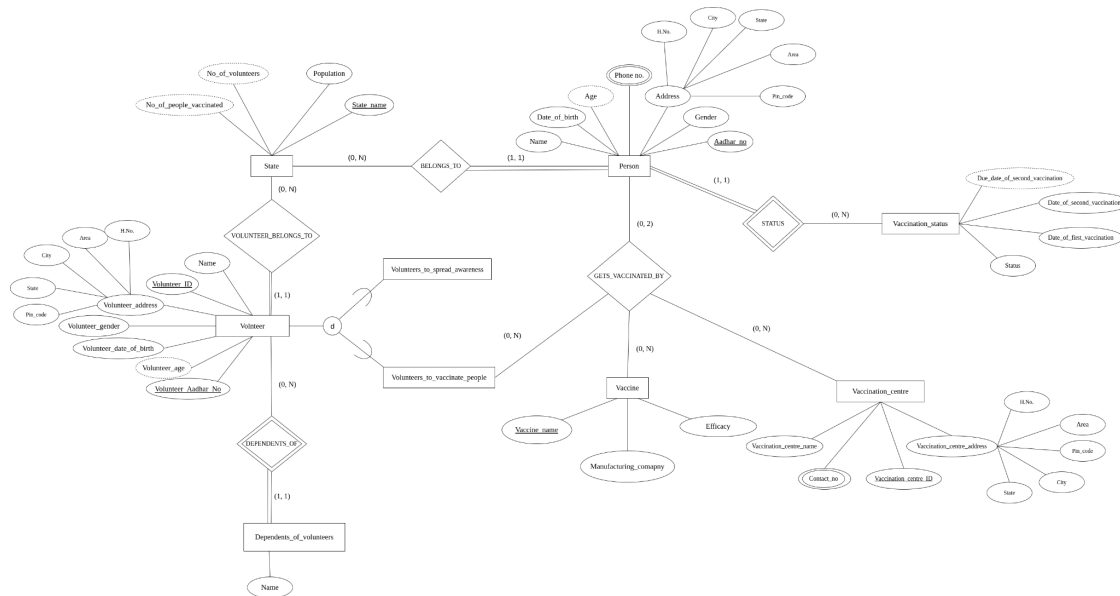 City
State
H.No.
Area
No_of_volunteers
Population
Phone no.
Age
Address
Pin_code
No_of_people_vaccinated
State_name
Date_of_birth
Gender
Name
Aadhar_no
(0, N)
(1, 1)
State
BELONGS_TO
Person
(1, 1)
Due_date_of_second_vaccination
(0, N)
Date_of_second_vaccination
(0, N)
STATUS
Vaccination_status
(0, 2)
Date_of_first_vaccination
H.No.
Area
VOLUNTEER_BELONGS_TO
City
Name
Status
Volunteers_to_spread_awareness
GETS_VACCINATED_BY
State
Volunteer_ID
(1, 1)
Volunteer_address
Pin_code
Volunteer_gender
Volnteer
d
(0, N)
(0, N)
(0, N)
Volunteer_date_of_birth
Volunteer_age
Volunteers_to_vaccinate_people
(0, N)
Volunteer_Aadhar_No
Vaccine
Vaccination_centre
H.No.
Vaccine_name
Efficacy
Area
DEPENDENTS_OF
Vaccination_centre_name
Vaccination_centre_address
Pin_code
Manufacturing_comapny
Contact_no
Vaccination_centre_ID
City
State
(1, 1)
Dependents_of_volunteers
Name